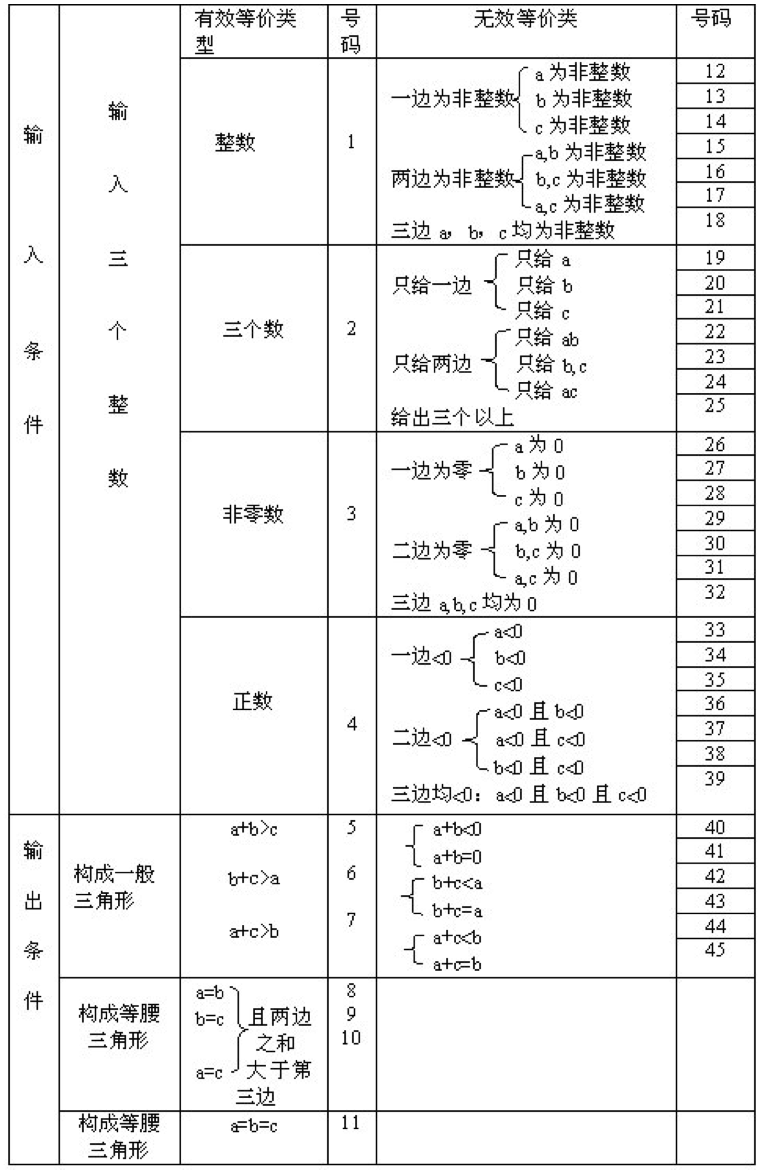 有效等价类型 号码 无效等价类 号码
输入条件
输入三个整数
整数 1
一边为非整数
a 为非整数 12
b 为非整数 13
c 为非整数 14
两边为非整数
a,b 为非整数 15
b,c 为非整数 16
a,c 为非整数 17
三边 a, b, c 均为非整数 18
三个数 2
只给一边
只给 a 19
只给 b 20
只给 c 21
只给两边
只给 ab 22
只给 b,c 23
只给 ac 24
给出三个以上 25
非零数 3
一边为零
a 为 0 26
b 为 0 27
c 为 0 28
二边为零
a,b 为 0 29
b,c 为 0 30
a,c 为 0 31
三边 a,b,c 均为 0 32
正数 4
一边<0
a<0 33
b<0 34
c<0 35
二边<0
a<0 且 b<0 36
a<0 且 c<0 37
b<0 且 c<0 38
三边均<0: a<0 且 b<0 且 c<0 39
输出条件
构成一般三角形
a+b>c 5
a+b<0 40
a+b=0 41
b+c>a 6
b+c<a 42
b+c=a 43
a+c>b 7
a+c<b 44
a+c=b 45
构成等腰三角形
a=b 8
b=c 9
a=c 10
且两边之和大于第三边
构成等腰三角形
a=b=c 11